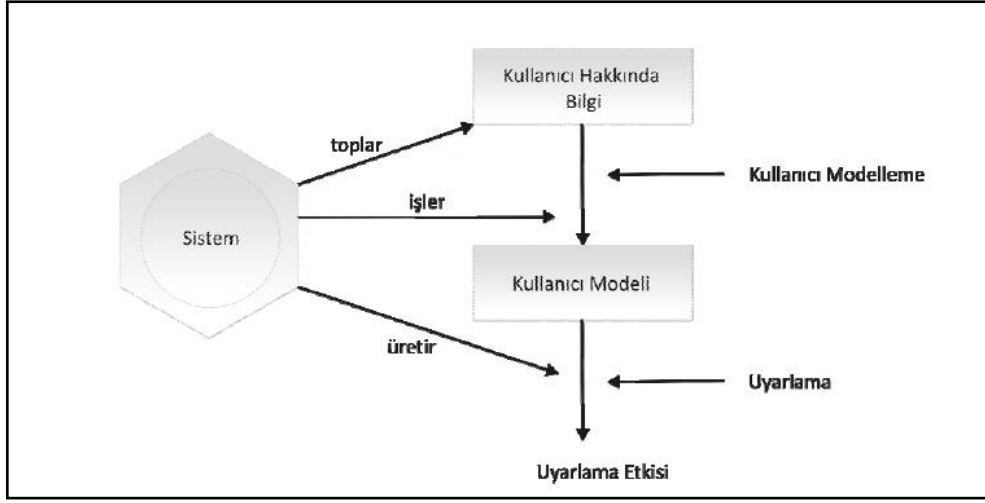 Kullanıcı Hakkında
Bilgi
toplar
Kullanıcı Modelleme
işler
Sistem
Kullanıcı Modeli
üretir
Uyarlama
Uyarlama Etkisi